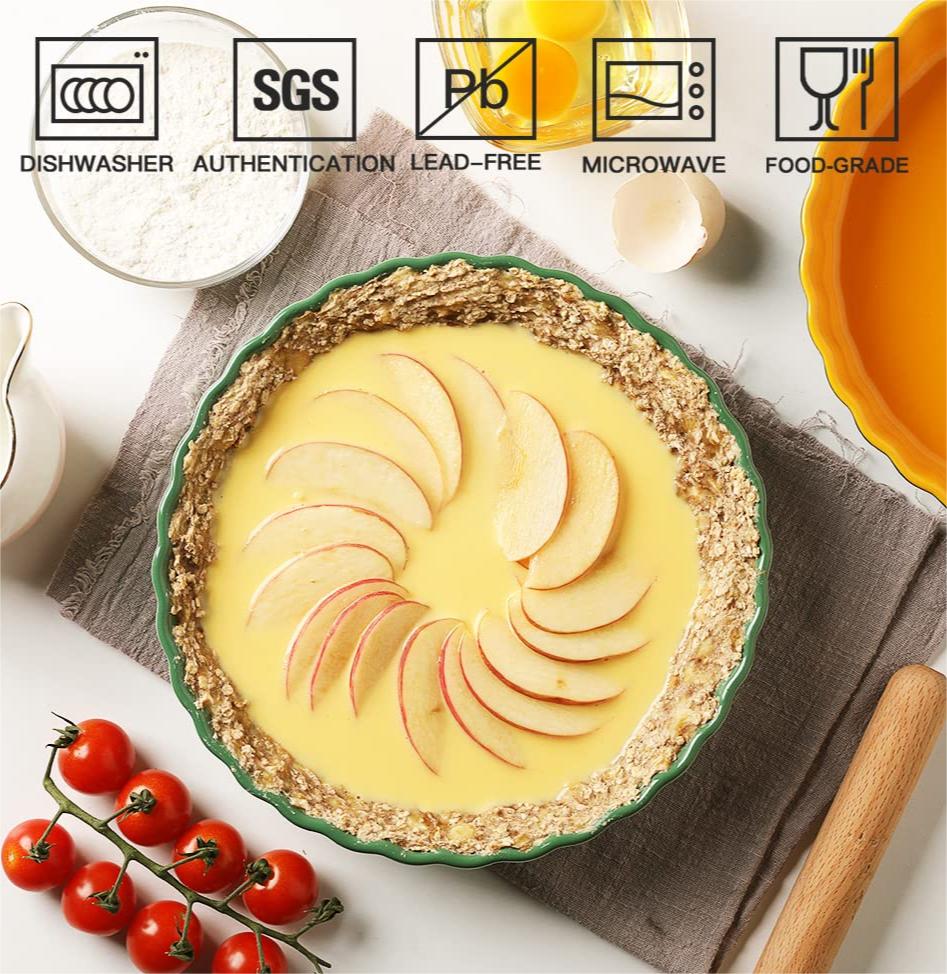 SGS
Pb
DISHWASHER
AUTHENTICATION
LEAD-FREE
MICROWAVE
FOOD-GRADE